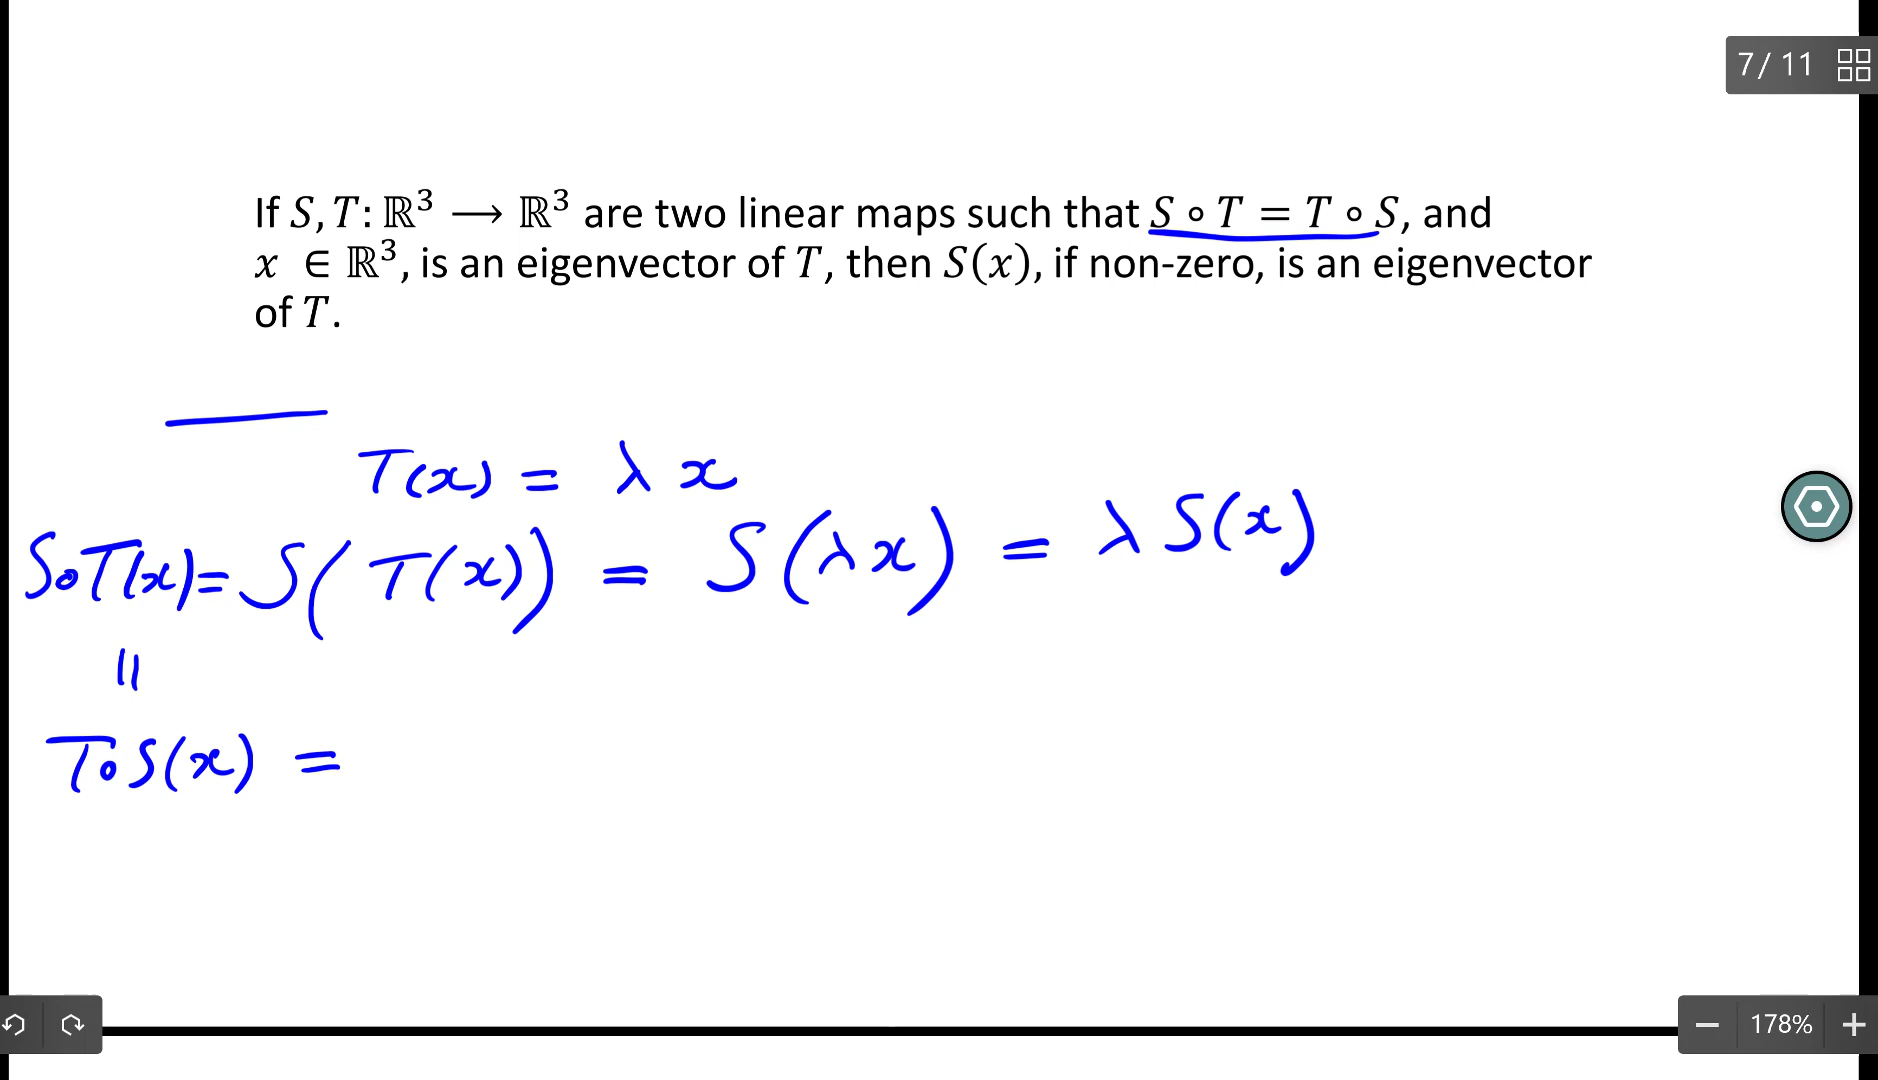 7/ 11
If S, T: ℝ³ ⟶ ℝ³ are two linear maps such that S ∘ T = T ∘ S, and
x ∈ ℝ³, is an eigenvector of T, then S(x), if non-zero, is an eigenvector
of T.
T(x) = λ x
S∘T(x) = S( T(x)) = S(λx) = λ S(x)
||
T∘S(x) =
178%